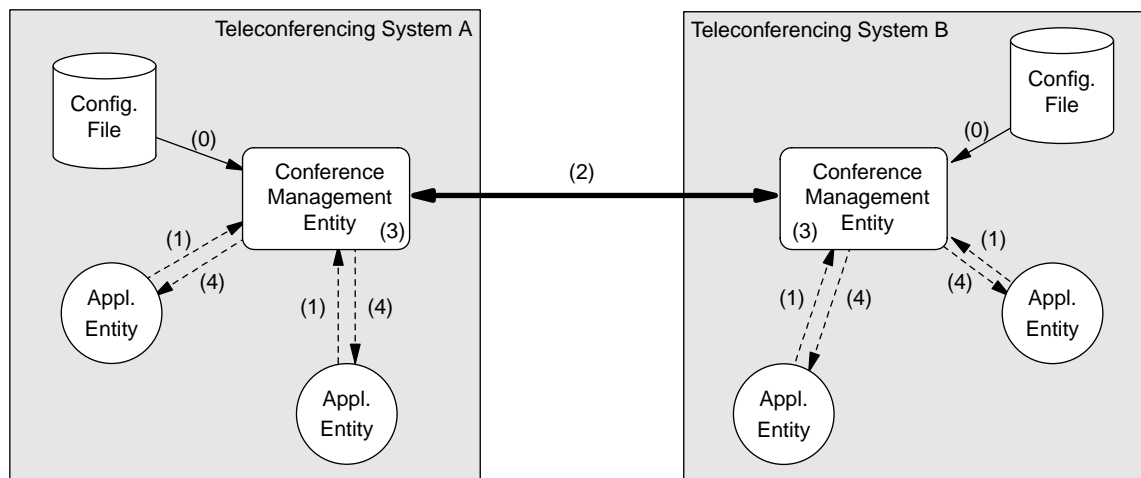 Teleconferencing System A
Config.
File
(0)
Conference
Management
Entity
(3)
(1)
(4)
Appl.
Entity
(1)
(4)
Appl.
Entity
(2)
Teleconferencing System B
Config.
File
(0)
Conference
Management
Entity
(3)
(1)
(4)
Appl.
Entity
(1)
(4)
Appl.
Entity